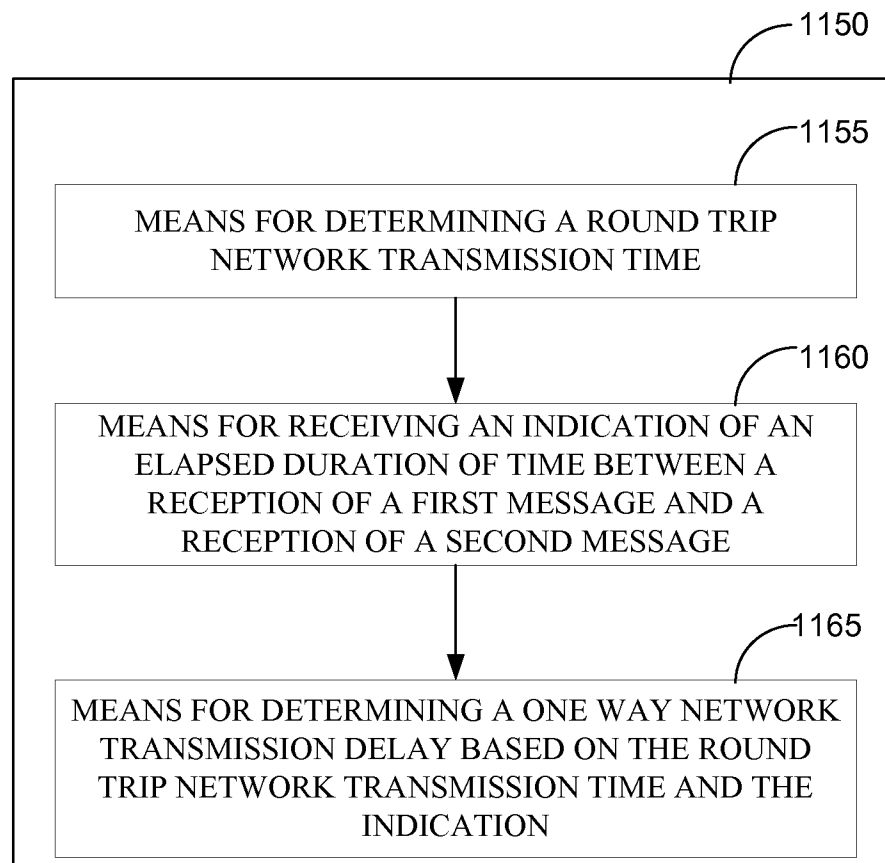 1150
1155
MEANS FOR DETERMINING A ROUND TRIP
NETWORK TRANSMISSION TIME
1160
MEANS FOR RECEIVING AN INDICATION OF AN
ELAPSED DURATION OF TIME BETWEEN A
RECEPTION OF A FIRST MESSAGE AND A
RECEPTION OF A SECOND MESSAGE
1165
MEANS FOR DETERMINING A ONE WAY NETWORK
TRANSMISSION DELAY BASED ON THE ROUND
TRIP NETWORK TRANSMISSION TIME AND THE
INDICATION